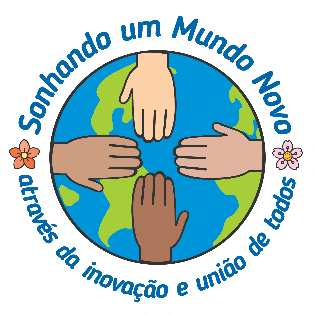 Sonhando um Mundo Novo
através da inovação e união de todos